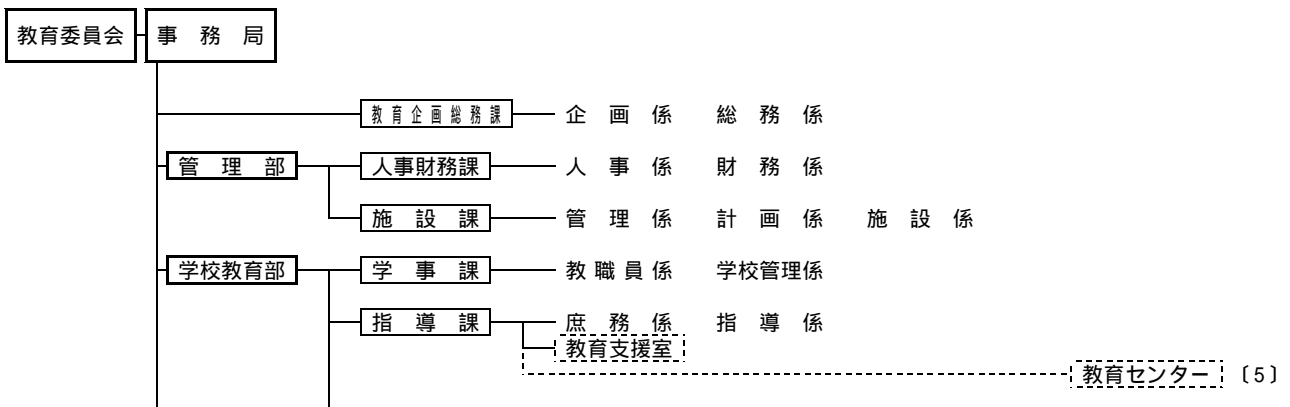 教育委員会 事務局
教育企画総務課 企画係 総務係
管理部 人事財務課 人事係 財務係
施設課 管理係 計画係 施設係
学校教育部 学事課 教職員係 学校管理係
指導課 庶務係 指導係
教育支援室
教育センター 〔5〕